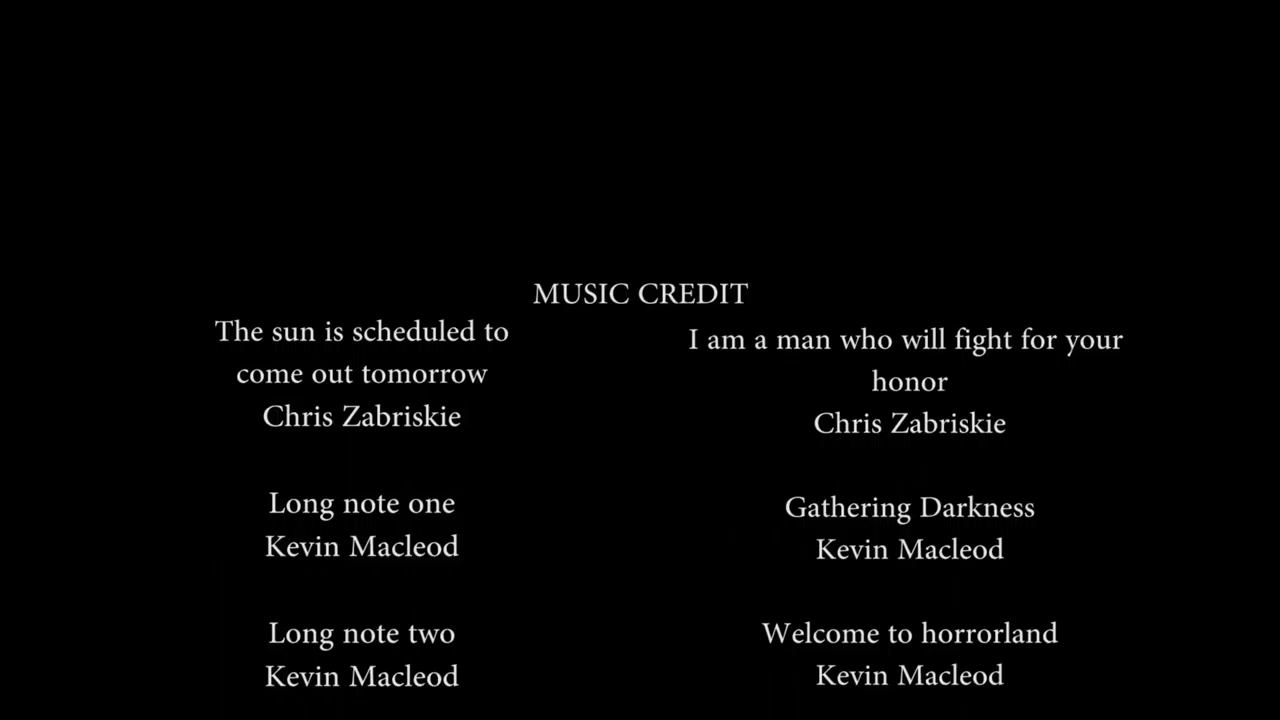 MUSIC CREDIT
The sun is scheduled to
come out tomorrow
Chris Zabriskie
Long note one
Kevin Macleod
Long note two
Kevin Macleod
I am a man who will fight for your
honor
Chris Zabriskie
Gathering Darkness
Kevin Macleod
Welcome to horrorland
Kevin Macleod